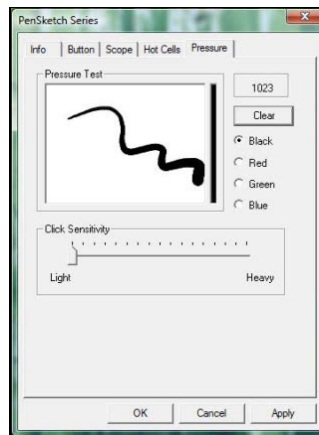 PenSketch Series
Info Button Scope Hot Cells Pressure
Pressure Test
1023
Clear
Black
Red
Green
Blue
Click Sensitivity
Light Heavy
OK Cancel Apply